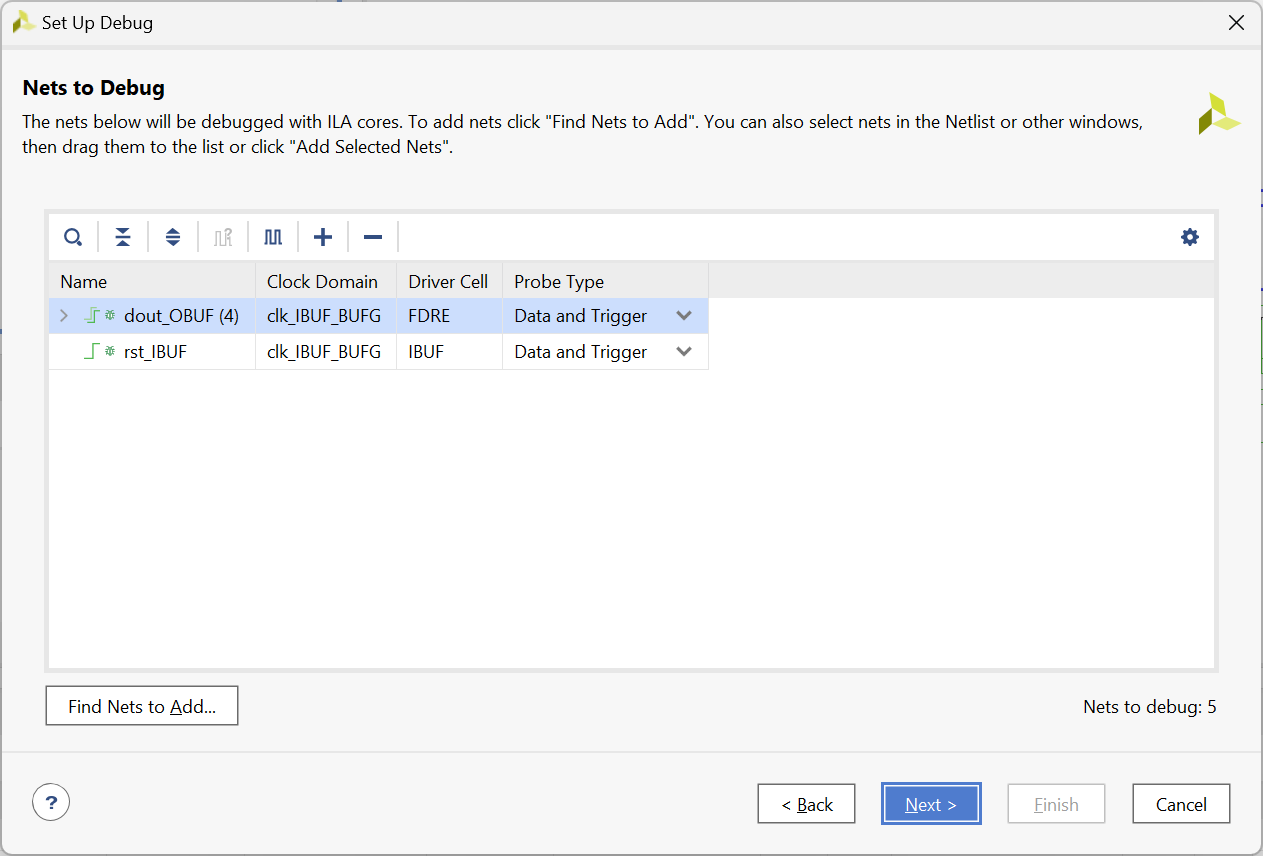 Set Up Debug
Nets to Debug
The nets below will be debugged with ILA cores. To add nets click "Find Nets to Add". You can also select nets in the Netlist or other windows,
then drag them to the list or click "Add Selected Nets".
Name Clock Domain Driver Cell Probe Type
dout_OBUF (4) clk_IBUF_BUFG FDRE Data and Trigger
rst_IBUF clk_IBUF_BUFG IBUF Data and Trigger
Find Nets to Add... Nets to debug: 5
? < Back Next > Finish Cancel